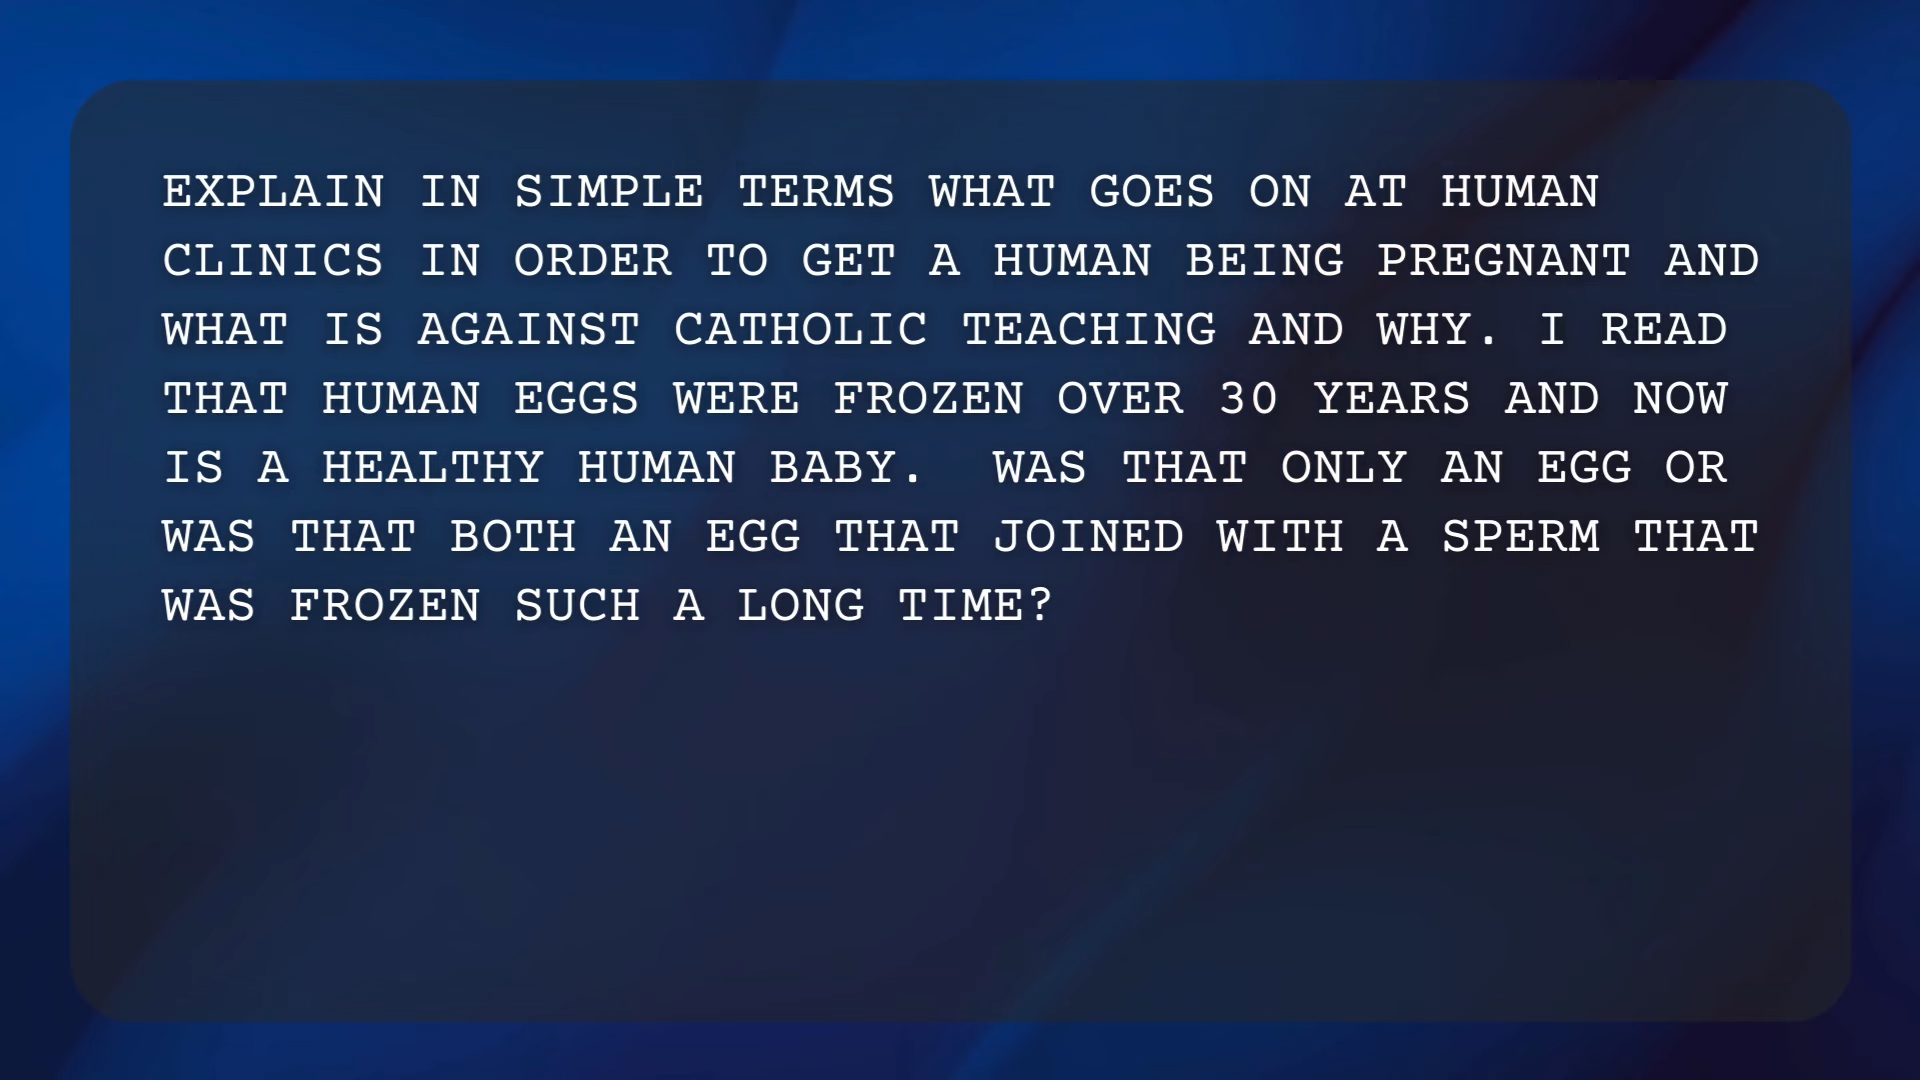 EXPLAIN IN SIMPLE TERMS WHAT GOES ON AT HUMAN
CLINICS IN ORDER TO GET A HUMAN BEING PREGNANT AND
WHAT IS AGAINST CATHOLIC TEACHING AND WHY. I READ
THAT HUMAN EGGS WERE FROZEN OVER 30 YEARS AND NOW
IS A HEALTHY HUMAN BABY.  WAS THAT ONLY AN EGG OR
WAS THAT BOTH AN EGG THAT JOINED WITH A SPERM THAT
WAS FROZEN SUCH A LONG TIME?